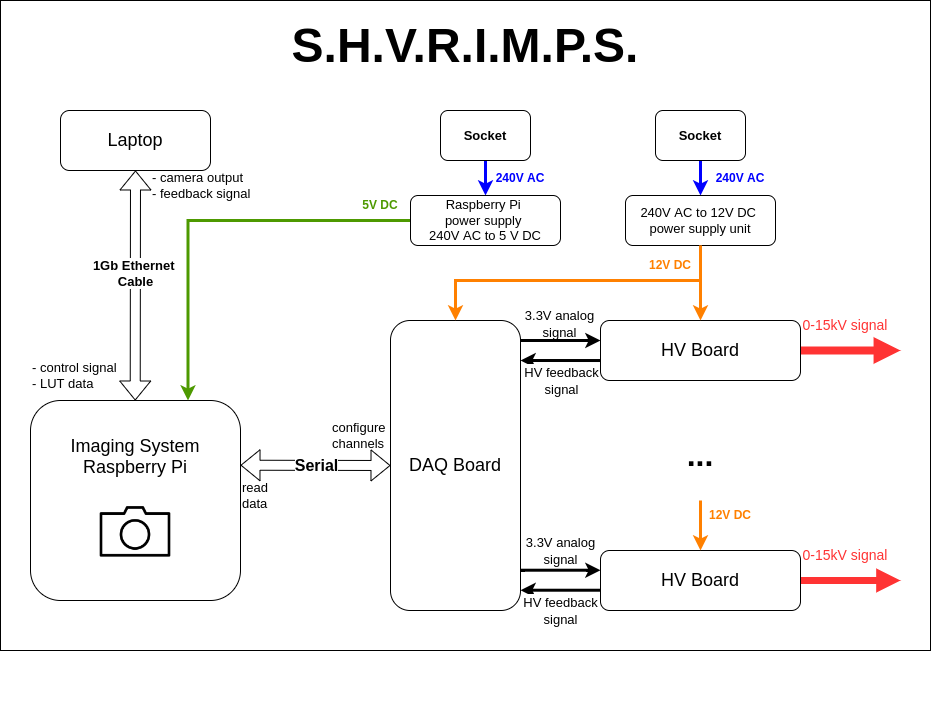 S.H.V.R.I.M.P.S.
Laptop
- camera output
- feedback signal
Socket
Socket
240V AC
240V AC
Raspberry Pi
power supply
240V AC to 5 V DC
240V AC to 12V DC
power supply unit
5V DC
12V DC
1Gb Ethernet
Cable
- control signal
- LUT data
Imaging System
Raspberry Pi
configure
channels
Serial
read
data
DAQ Board
3.3V analog
signal
HV feedback
signal
HV Board
0-15kV signal
...
12V DC
3.3V analog
signal
HV feedback
signal
HV Board
0-15kV signal